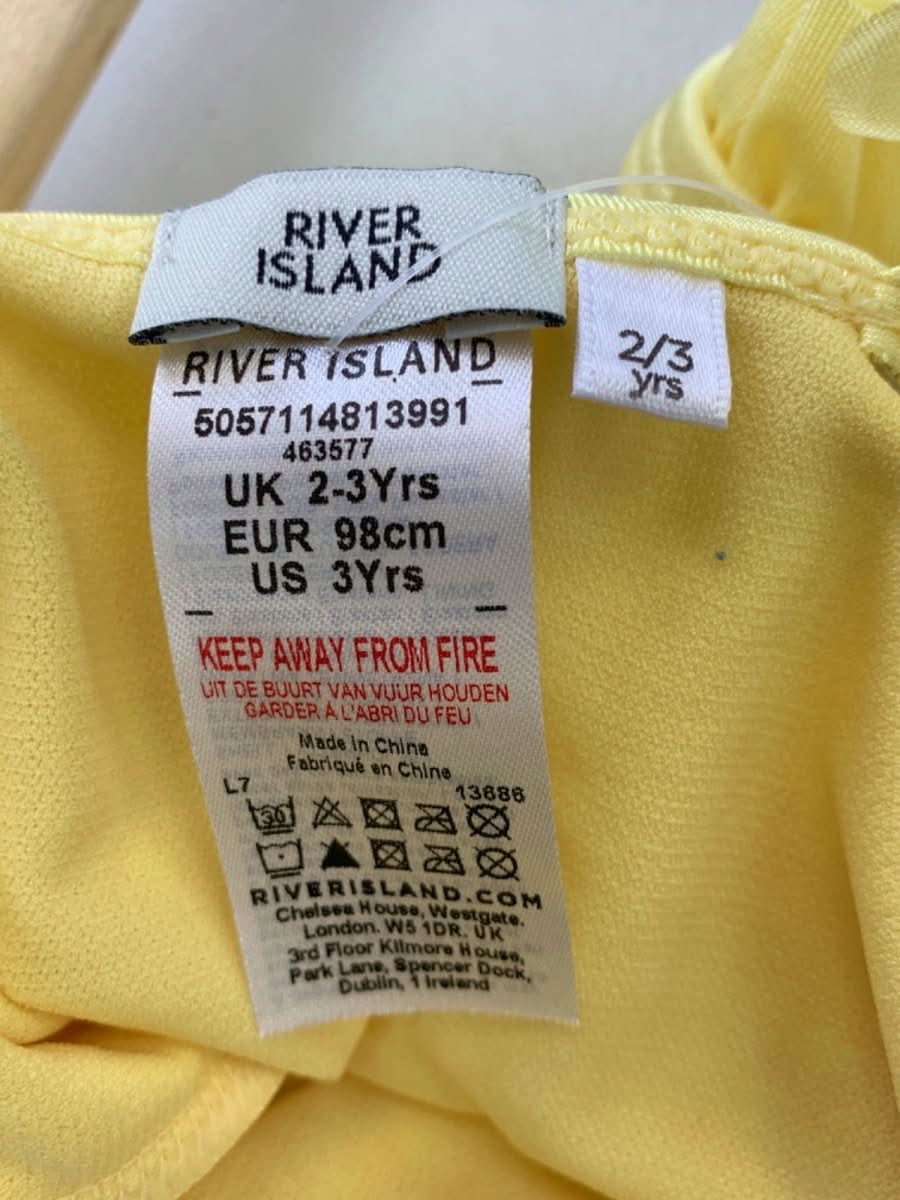 RIVER
ISLAND
2/3
yrs
RIVER ISLAND
5057114813991
463577
UK 2-3Yrs
EUR 98cm
US 3Yrs
KEEP AWAY FROM FIRE
UIT DE BUURT VAN VUUR HOUDEN
GARDER A L'ABRI DU FEU
Made in China
Fabriqué en Chine
L7 13686
30
RIVERISLAND.COM
Chelsea House, Westgate.
London. W5 1DR. UK
3rd Floor Kilmore House,
Park Lane, Spencer Dock,
Dublin, 1 Ireland